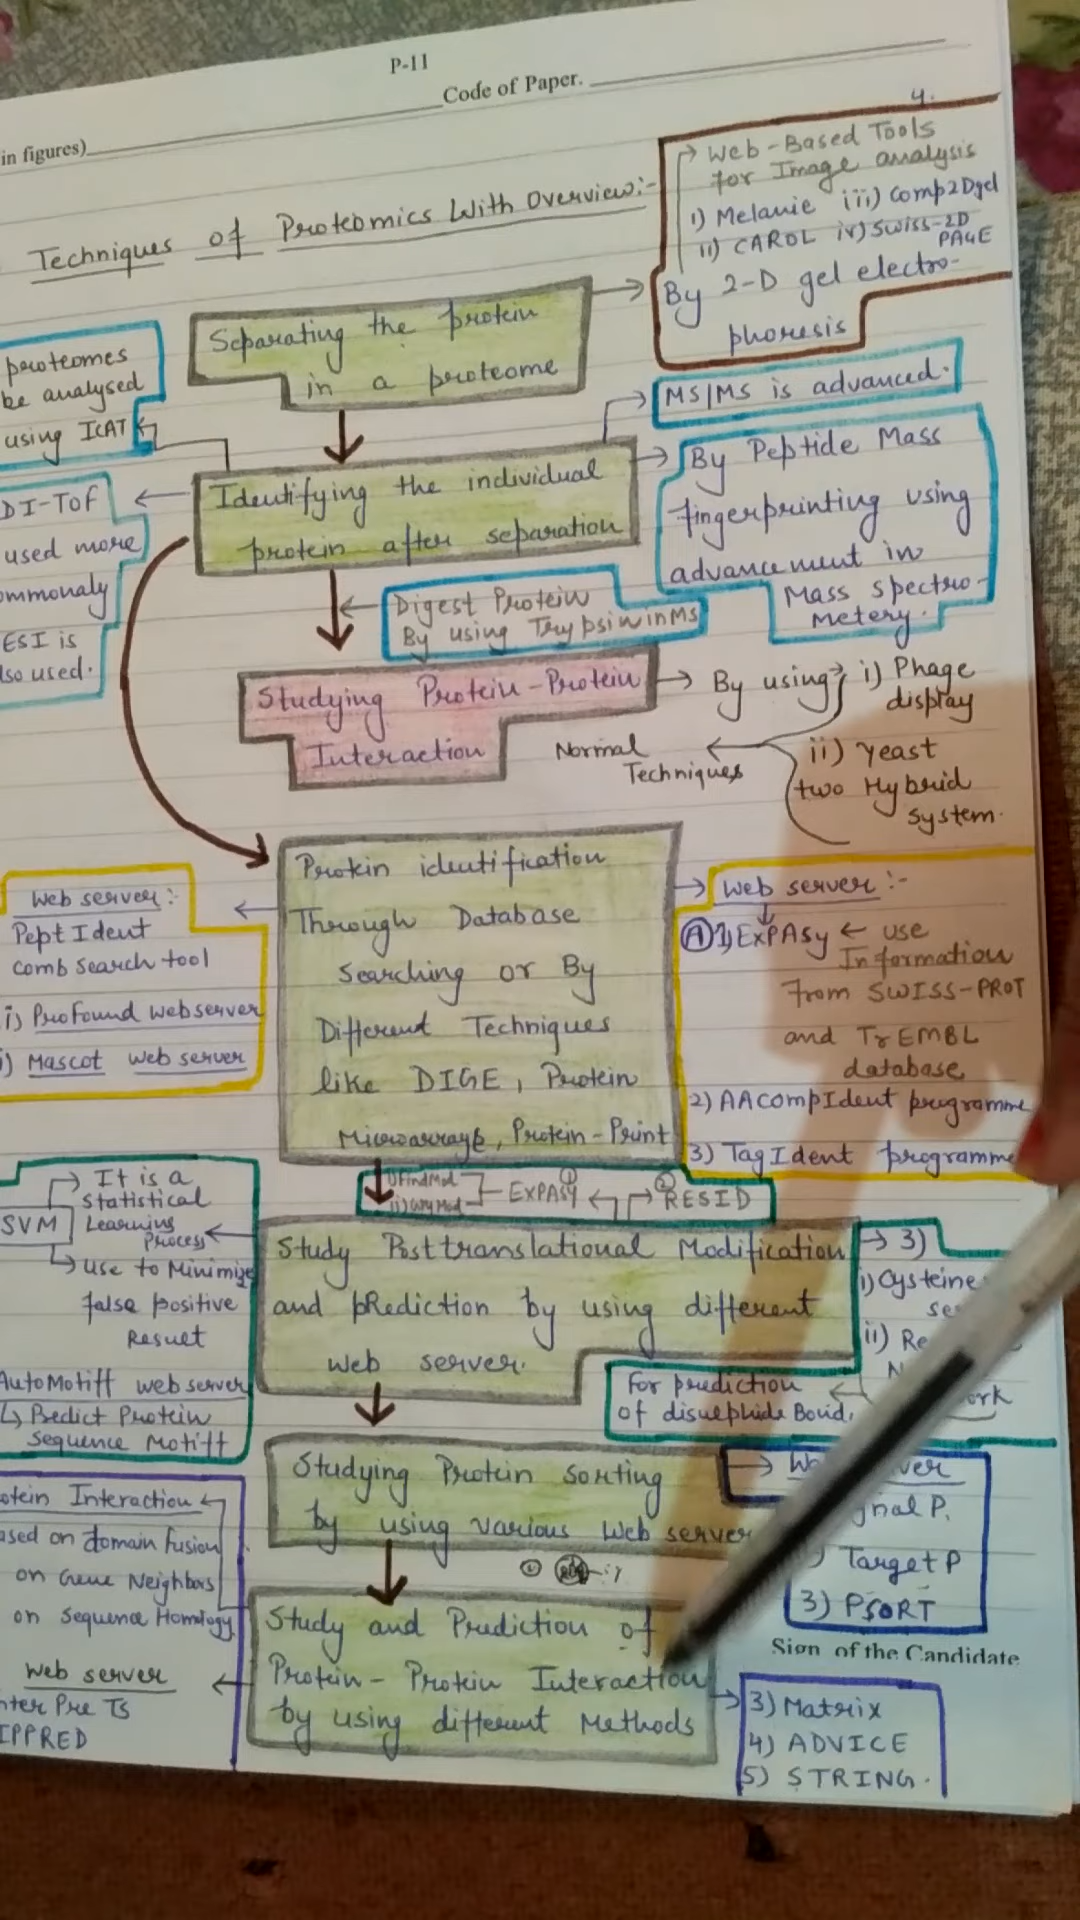 P-11
Code of Paper.
in figures)
4.
Techniques of Proteomics With Overview:-
Web-Based Tools
for Image analysis
i) Melanie iii) Comp2Dgel
ii) CAROL iv) Swiss-2D
PAGE
By 2-D gel electro-
phoresis
Separating the protein
in a proteome
proteomes
be analysed
using ICAT
MS/MS is advanced.
Identifying the individual
protein after separation
By Peptide Mass
fingerprinting using
advancement in
Mass spectro-
metery.
DI-Tof
used more
ommonaly
ESI is
lso used.
Digest Protein
By using Trypsin in MS
Studying Protein-Protein
Interaction
By using
i) Phage
display
ii) yeast
two Hybrid
system.
Normal
Techniques
Protein identification
Through Database
Searching or By
Different Techniques
like DIGE, Protein
Microarrays, Protein-Print
Web server:-
Pept Ident
comb search tool
i) ProFound webserver
i) Mascot web server
Web server:-
A 1) ExPASy ← use
Information
from SWISS-PROT
and TrEMBL
database
2) AAcompIdent programme
3) TagIdent programme
i) FindMod
ExPASy
1
2
RESID
It is a
Statistical
SVM Learning
Process
use to Minimize
false positive
Result
AutoMotiff webserver
Predict Protein
Sequence Motiff
Study Posttranslational Modification
and pRediction by using different
web server.
3)
i) Cysteine
ii) Re
For prediction
of disulphide Bond,
Studying Protein sorting
by using various Web server
gnal P.
Target P
3) PSORT
otein Interaction
ased on domain fusion
on Gene Neighbors
on Sequence Homology
Web server
nter Pre Ts
IPPRED
Study and Prediction of
Protein-Protein Interaction
by using different Methods
Sign of the Candidate
3) Matrix
4) ADVICE
5) STRING.